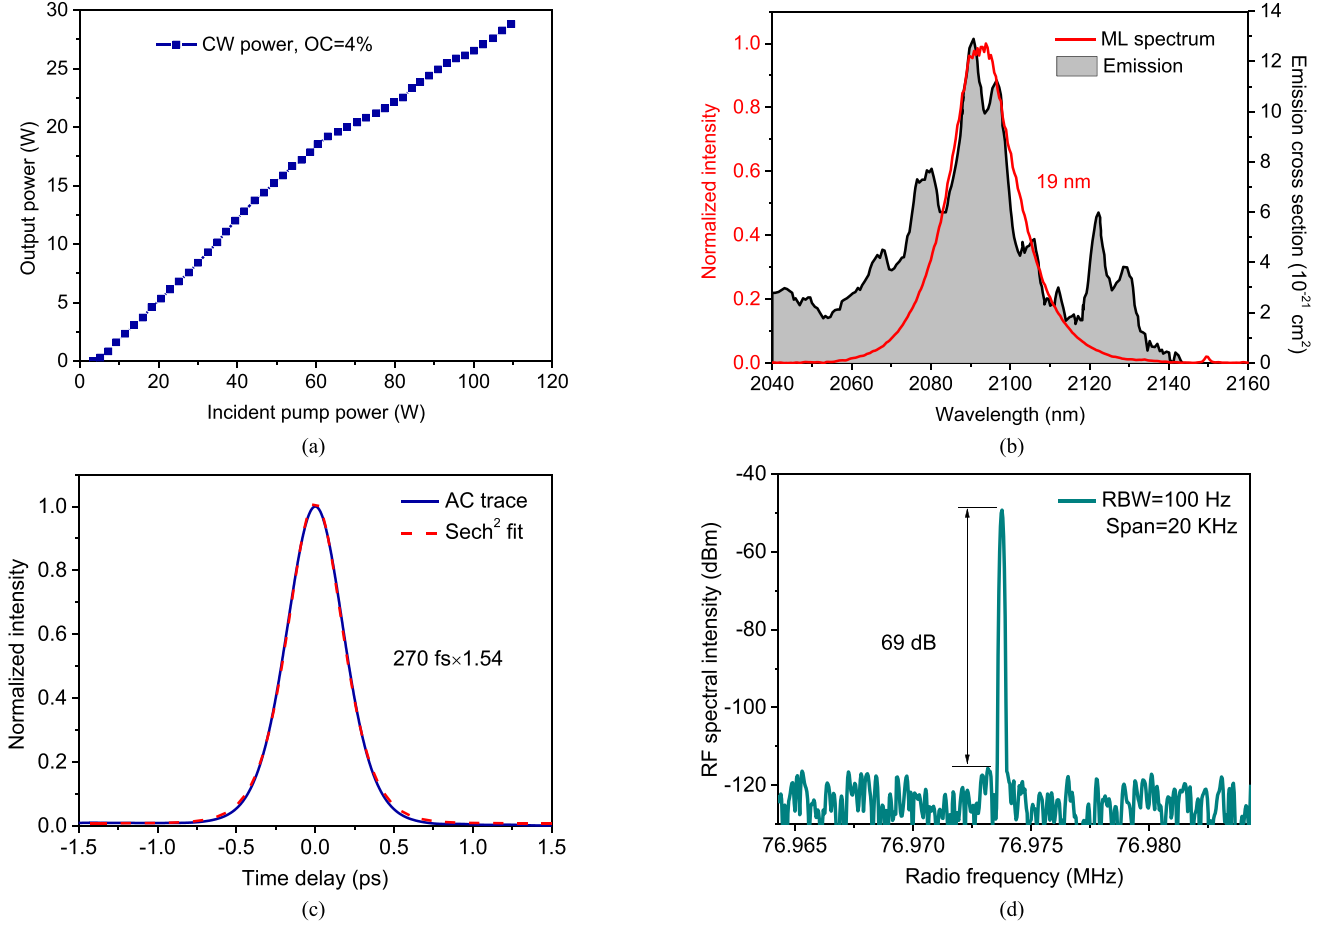 30
25
20
15
10
5
0
0 20 40 60 80 100 120
Output power (W)
Incident pump power (W)
CW power, OC=4%
(a)
1.0
0.8
0.6
0.4
0.2
0.0
Normalized intensity
14
12
10
8
6
4
2
0
Emission cross section (10⁻²¹ cm²)
2040 2060 2080 2100 2120 2140 2160
Wavelength (nm)
ML spectrum
Emission
19 nm
(b)
1.0
0.8
0.6
0.4
0.2
0.0
Normalized intensity
-1.5 -1.0 -0.5 0.0 0.5 1.0 1.5
Time delay (ps)
AC trace
Sech² fit
270 fs×1.54
(c)
-40
-60
-80
-100
-120
RF spectral intensity (dBm)
76.965 76.970 76.975 76.980
Radio frequency (MHz)
RBW=100 Hz
Span=20 KHz
69 dB
(d)